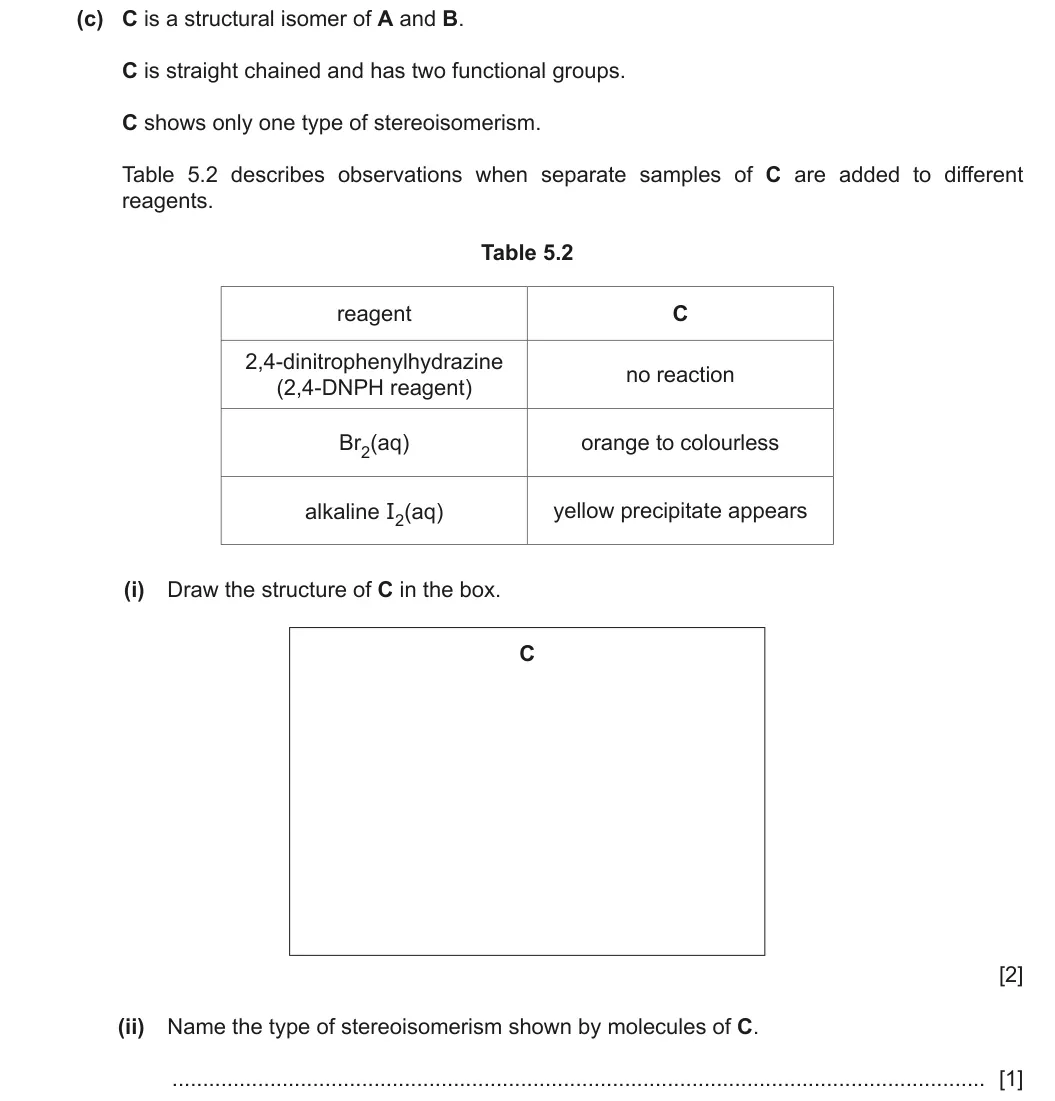 (c) C is a structural isomer of A and B.
C is straight chained and has two functional groups.
C shows only one type of stereoisomerism.
Table 5.2 describes observations when separate samples of C are added to different
reagents.
Table 5.2
reagent C
2,4-dinitrophenylhydrazine
(2,4-DNPH reagent) no reaction
Br2(aq) orange to colourless
alkaline I2(aq) yellow precipitate appears
(i) Draw the structure of C in the box.
C
[2]
(ii) Name the type of stereoisomerism shown by molecules of C.
.......................................................................................................................................... [1]